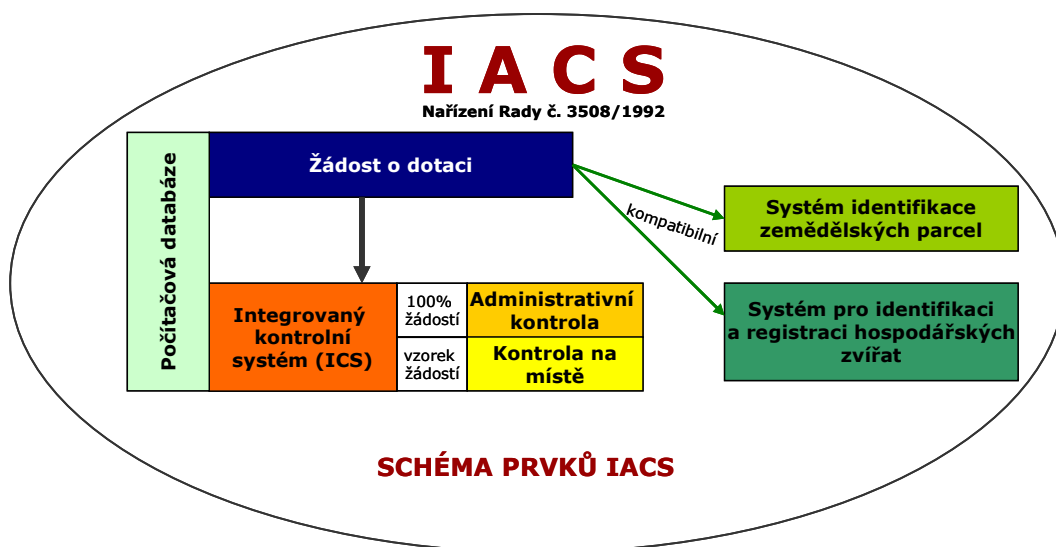 I A C S
Nařízení Rady č. 3508/1992
Počítačová databáze
Žádost o dotaci
kompatibilní
Systém identifikace
zemědělských parcel
Integrovaný
kontrolní
systém (ICS)
100%
žádostí
Administrativní
kontrola
vzorek
žádostí
Kontrola na
místě
Systém pro identifikaci
a registraci hospodářských
zvířat
SCHÉMA PRVKŮ IACS